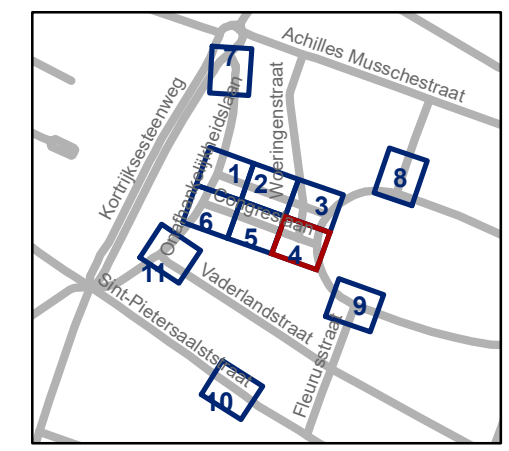 Achilles Musschestraat
7
Kortrijksesteenweg
Onafhankelijkheidslaan
Woeringenstraat
8
1
2
3
Congreslaan
6
5
4
11
Vaderlandstraat
9
Sint-Pietersaalststraat
Fleurusstraat
10